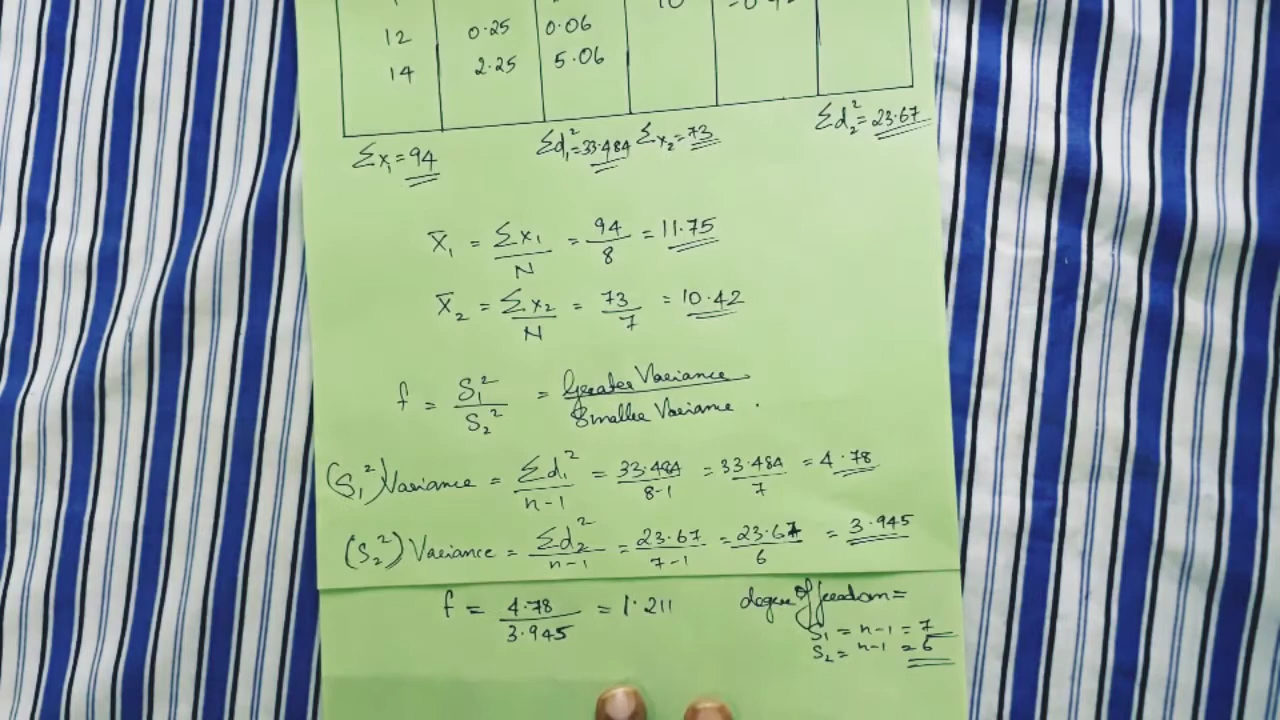 12 0.25 0.06
14 2.25 5.06
Σx₁ = 94 Σd₁² = 33.484 Σx₂ = 73 Σd₂² = 23.67
X̄₁ = Σx₁/N = 94/8 = 11.75
X̄₂ = Σx₂/N = 73/7 = 10.42
f = S₁²/S₂² = Greater Variance/Smaller Variance .
(S₁²) Variance = Σd₁²/n-1 = 33.484/8-1 = 33.484/7 = 4.78
(S₂²) Variance = Σd₂²/n-1 = 23.67/7-1 = 23.67/6 = 3.945
f = 4.78/3.945 = 1.211 degree of freedom =
S₁ = n-1 = 7
S₂ = n-1 = 6